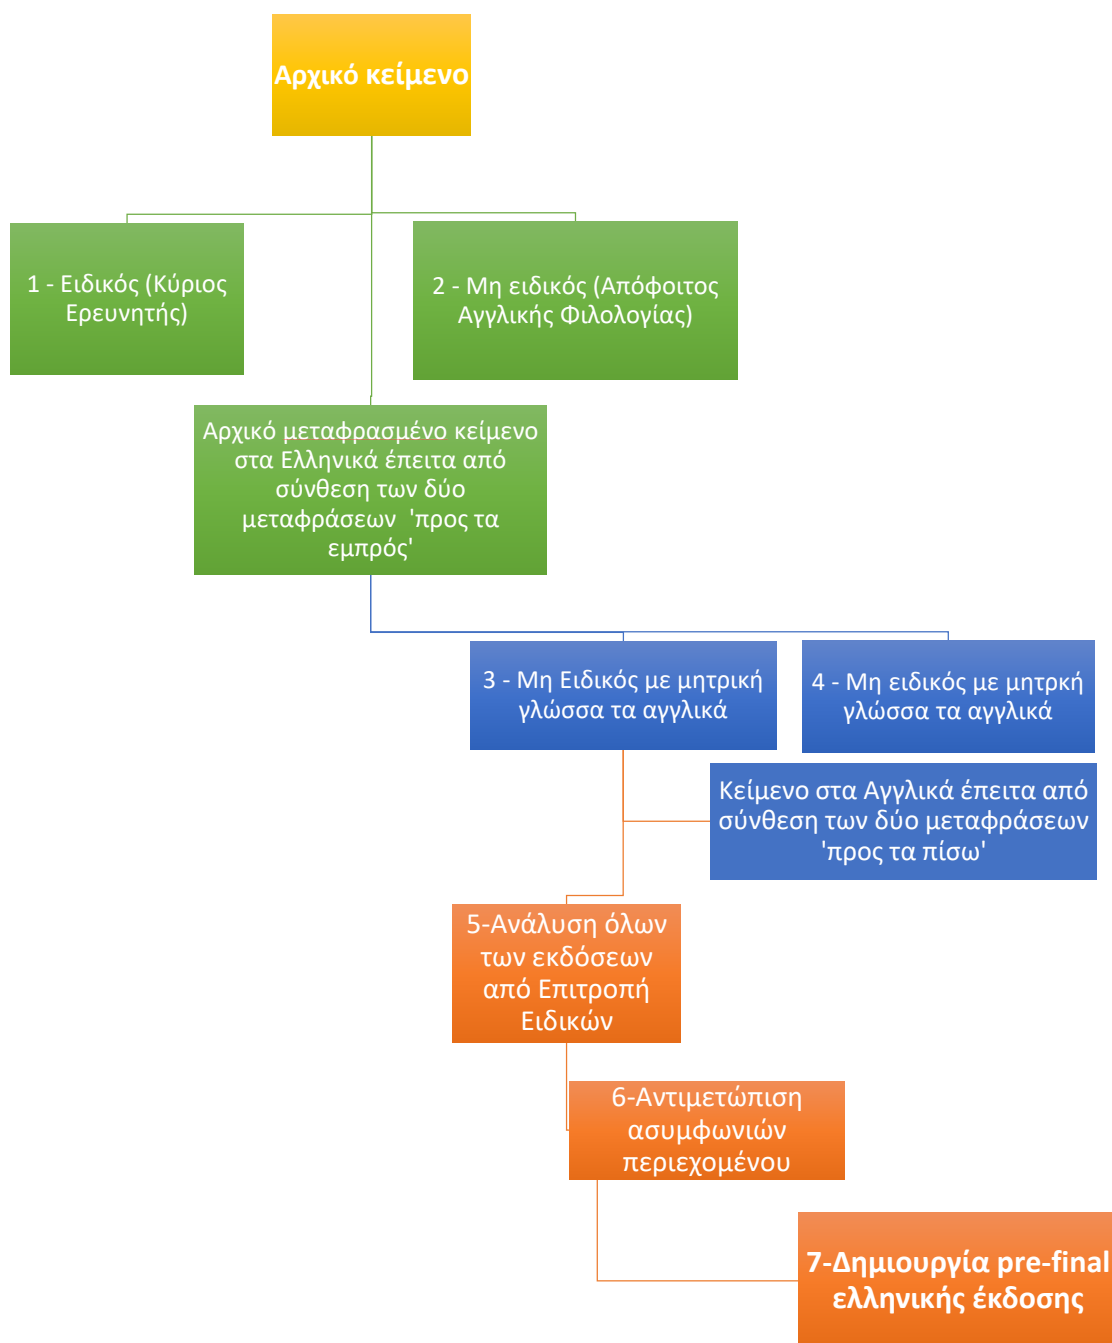 Αρχικό κείμενο
1 - Ειδικός (Κύριος
Ερευνητής)
2 - Μη ειδικός (Απόφοιτος
Αγγλικής Φιλολογίας)
Αρχικό μεταφρασμένο κείμενο
στα Ελληνικά έπειτα από
σύνθεση των δύο
μεταφράσεων 'προς τα
εμπρός'
3 - Μη Ειδικός με μητρική
γλώσσα τα αγγλικά
4 - Μη ειδικός με μητρκή
γλώσσα τα αγγλικά
Κείμενο στα Αγγλικά έπειτα από
σύνθεση των δύο μεταφράσεων
'προς τα πίσω'
5-Ανάλυση όλων
των εκδόσεων
από Επιτροπή
Ειδικών
6-Αντιμετώπιση
ασυμφωνιών
περιεχομένου
7-Δημιουργία pre-final
ελληνικής έκδοσης